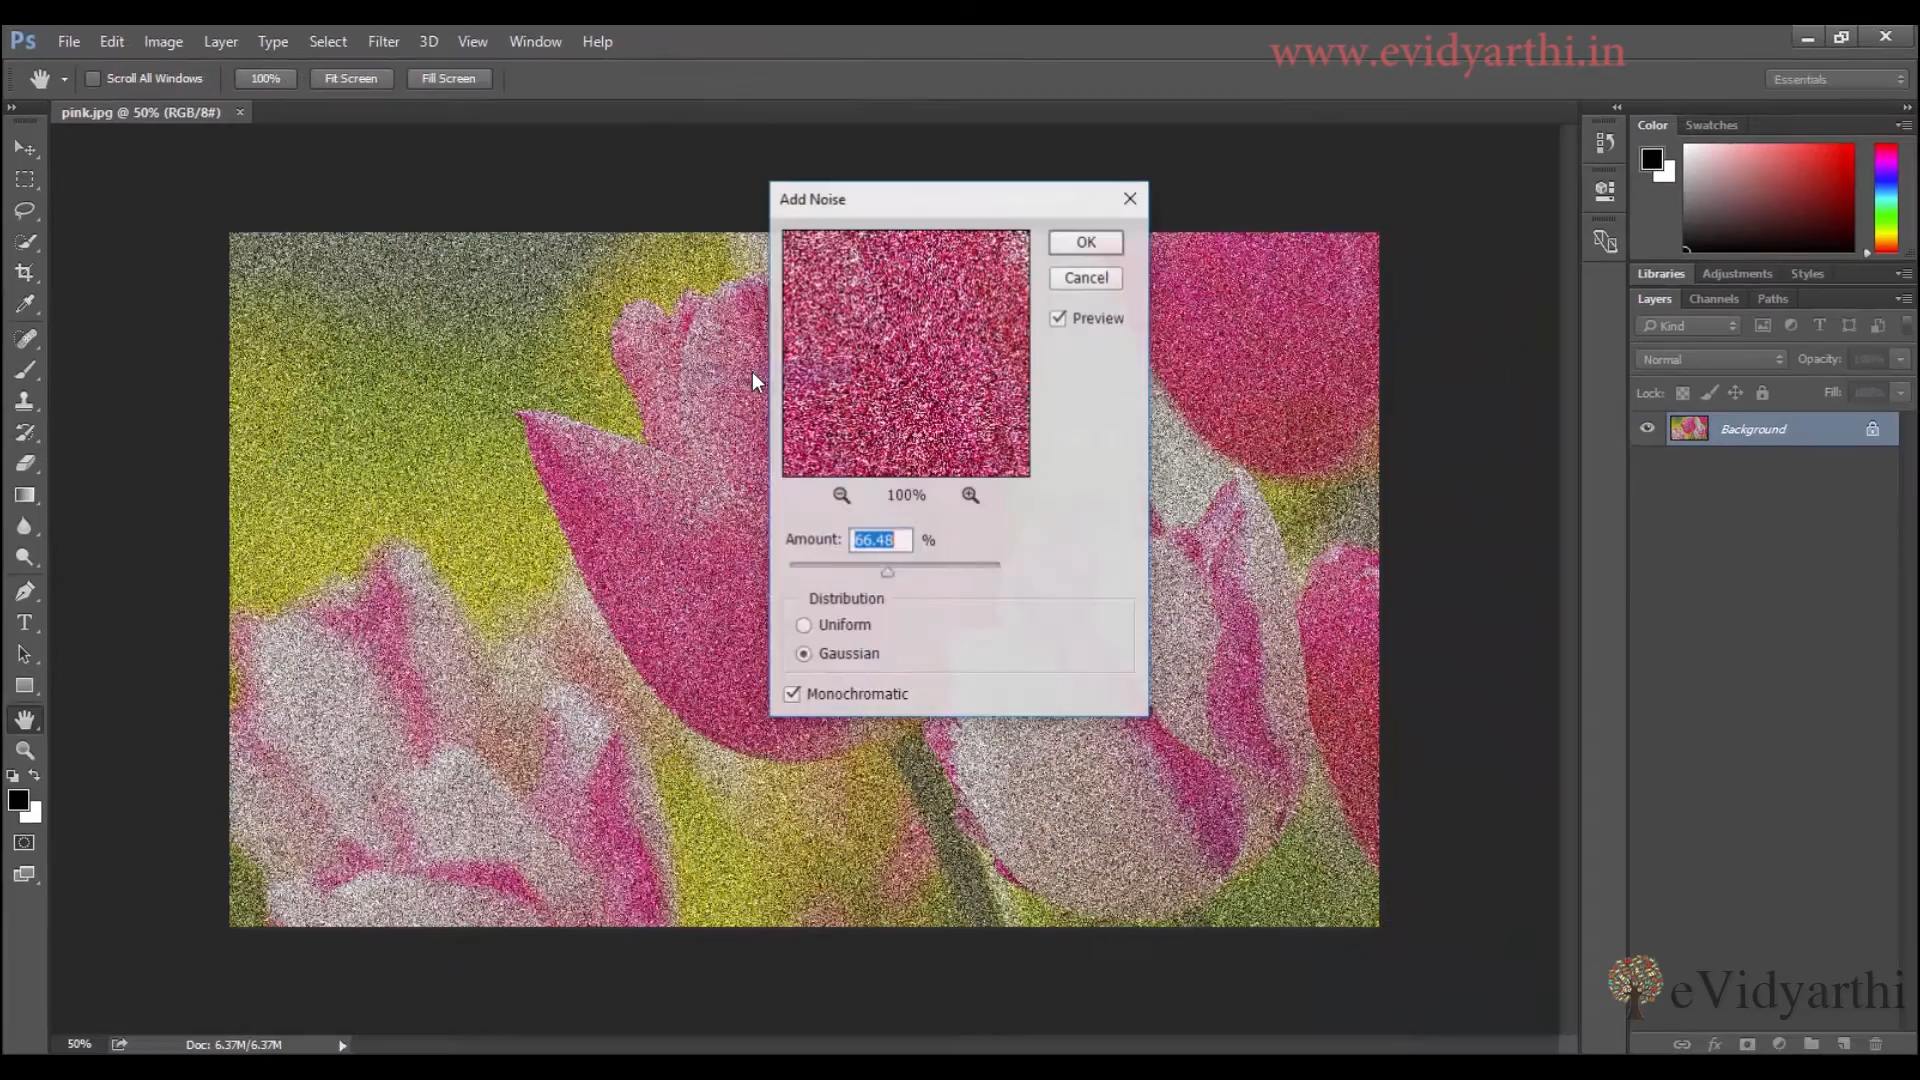 Ps File Edit Image Layer Type Select Filter 3D View Window Help
www.evidyarthi.in
Scroll All Windows 100% Fit Screen Fill Screen
Essentials
pink.jpg @ 50% (RGB/8#)
Color Swatches
Add Noise
OK
Cancel
Preview
100%
Amount: 66.48 %
Distribution
Uniform
Gaussian
Monochromatic
Libraries Adjustments Styles
Layers Channels Paths
Kind
Normal Opacity: 100%
Lock: Fill: 100%
Background
eVidyarthi
50% Doc: 6.37M/6.37M